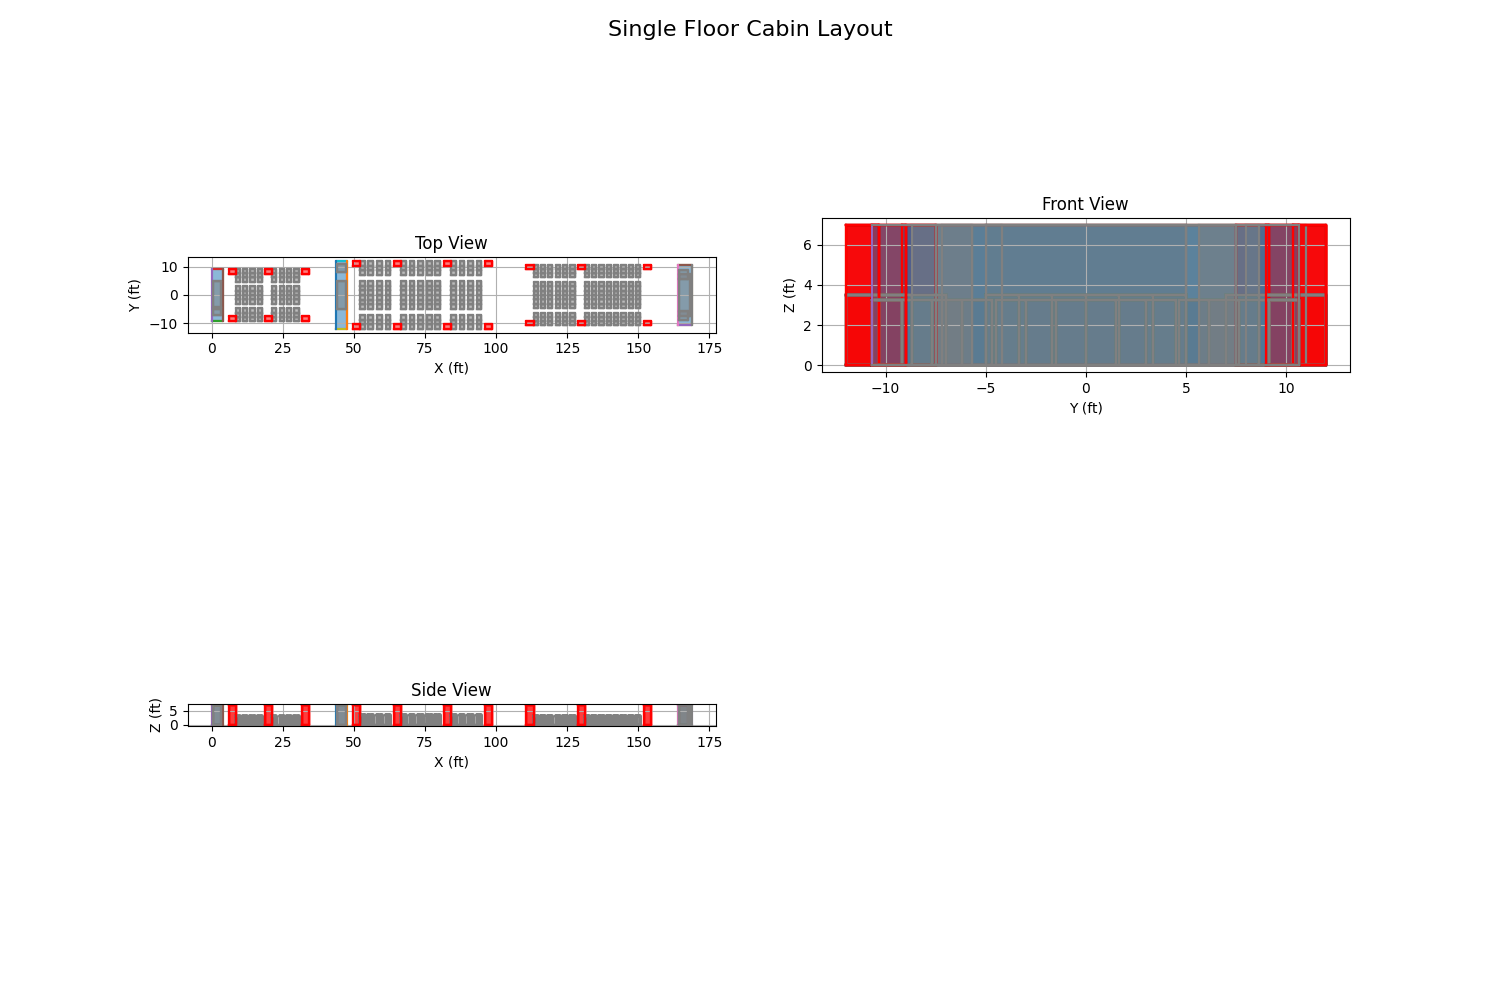 Single Floor Cabin Layout
Top View
Y (ft)
10
0
−10
0 25 50 75 100 125 150 175
X (ft)
Front View
Z (ft)
6
4
2
0
−10 −5 0 5 10
Y (ft)
Side View
Z (ft)
5
0
0 25 50 75 100 125 150 175
X (ft)